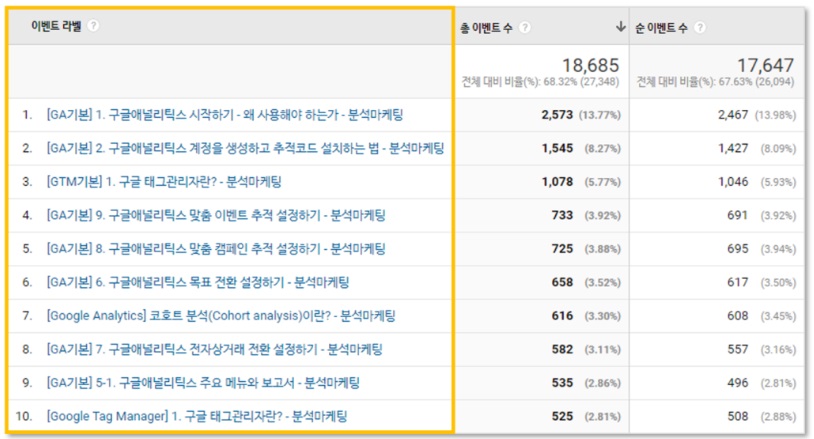 이벤트 라벨 ? 총 이벤트 수 ? ↓ 순 이벤트 수 ?
18,685 17,647
전체 대비 비율(%): 68.32% (27,348) 전체 대비 비율(%): 67.63% (26,094)
1. [GA기본] 1. 구글애널리틱스 시작하기 - 왜 사용해야 하는가 - 분석마케팅 2,573 (13.77%) 2,467 (13.98%)
2. [GA기본] 2. 구글애널리틱스 계정을 생성하고 추적코드 설치하는 법 - 분석마케팅 1,545 (8.27%) 1,427 (8.09%)
3. [GTM기본] 1. 구글 태그관리자란? - 분석마케팅 1,078 (5.77%) 1,046 (5.93%)
4. [GA기본] 9. 구글애널리틱스 맞춤 이벤트 추적 설정하기 - 분석마케팅 733 (3.92%) 691 (3.92%)
5. [GA기본] 8. 구글애널리틱스 맞춤 캠페인 추적 설정하기 - 분석마케팅 725 (3.88%) 695 (3.94%)
6. [GA기본] 6. 구글애널리틱스 목표 전환 설정하기 - 분석마케팅 658 (3.52%) 617 (3.50%)
7. [Google Analytics] 코호트 분석(Cohort analysis)이란? - 분석마케팅 616 (3.30%) 608 (3.45%)
8. [GA기본] 7. 구글애널리틱스 전자상거래 전환 설정하기 - 분석마케팅 582 (3.11%) 557 (3.16%)
9. [GA기본] 5-1. 구글애널리틱스 주요 메뉴와 보고서 - 분석마케팅 535 (2.86%) 496 (2.81%)
10. [Google Tag Manager] 1. 구글 태그관리자란? - 분석마케팅 525 (2.81%) 508 (2.88%)